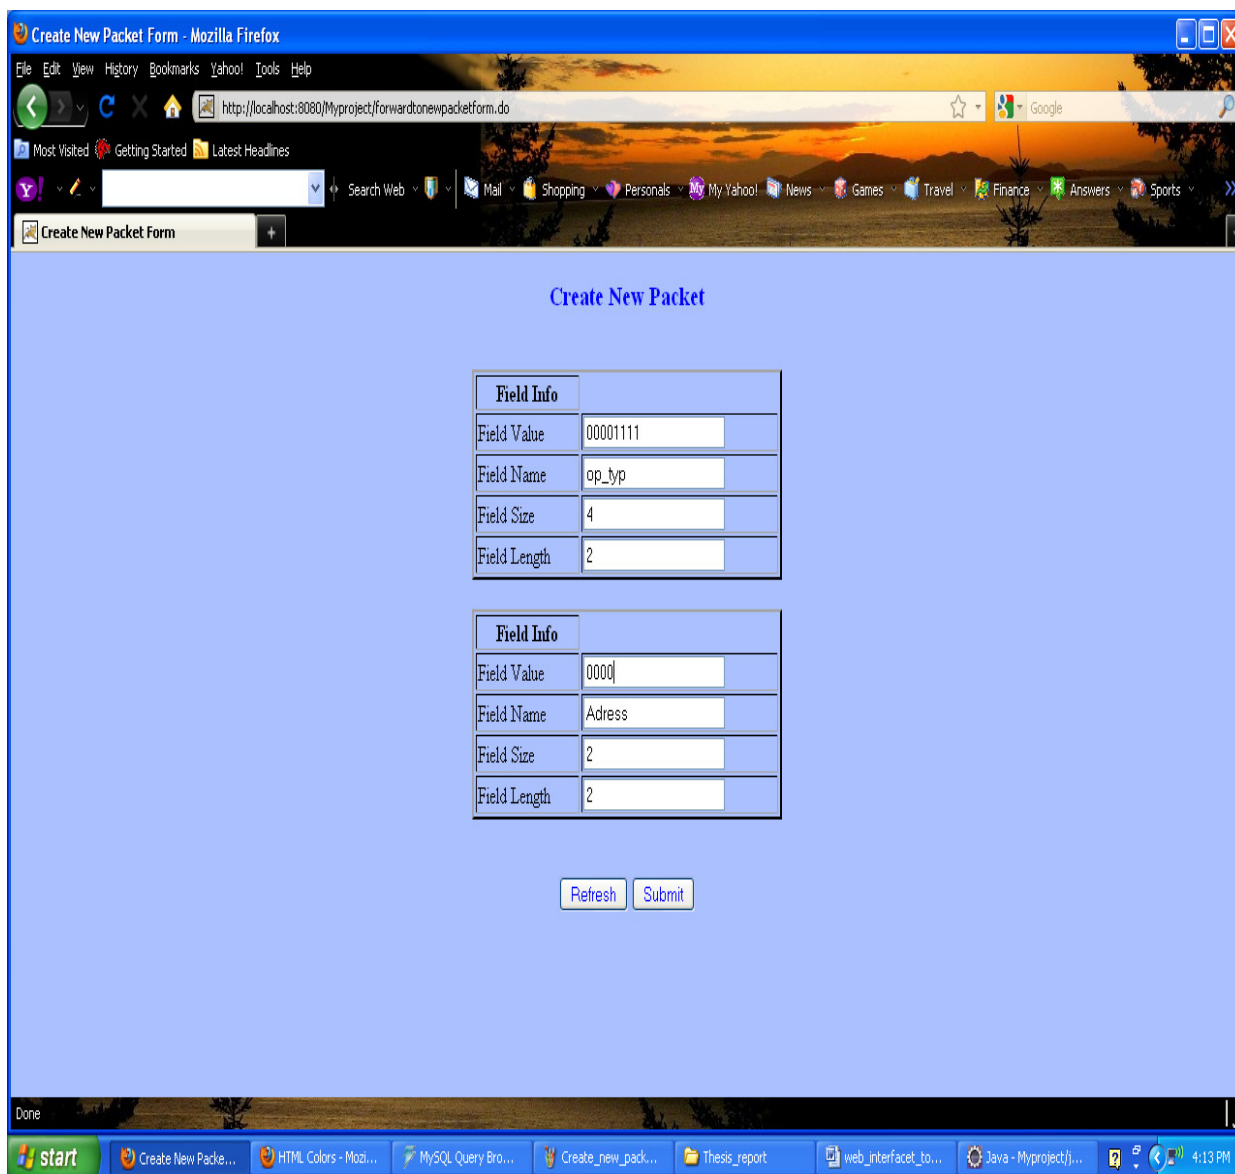 Create New Packet Form - Mozilla Firefox
File Edit View History Bookmarks Yahoo! Tools Help
http://localhost:8080/Myproject/forwardtonewpacketform.do
Google
Most Visited Getting Started Latest Headlines
Y! Search Web Mail Shopping Personals My My Yahoo! News Games Travel Finance Answers Sports
Create New Packet Form
Create New Packet
Field Info
Field Value 00001111
Field Name op_typ
Field Size 4
Field Length 2
Field Info
Field Value 0000
Field Name Adress
Field Size 2
Field Length 2
Refresh Submit
Done
start Create New Packe... HTML Colors - Mozi... MySQL Query Bro... Create_new_pack... Thesis_report web_interfacet_to... Java - Myproject/j... 4:13 PM